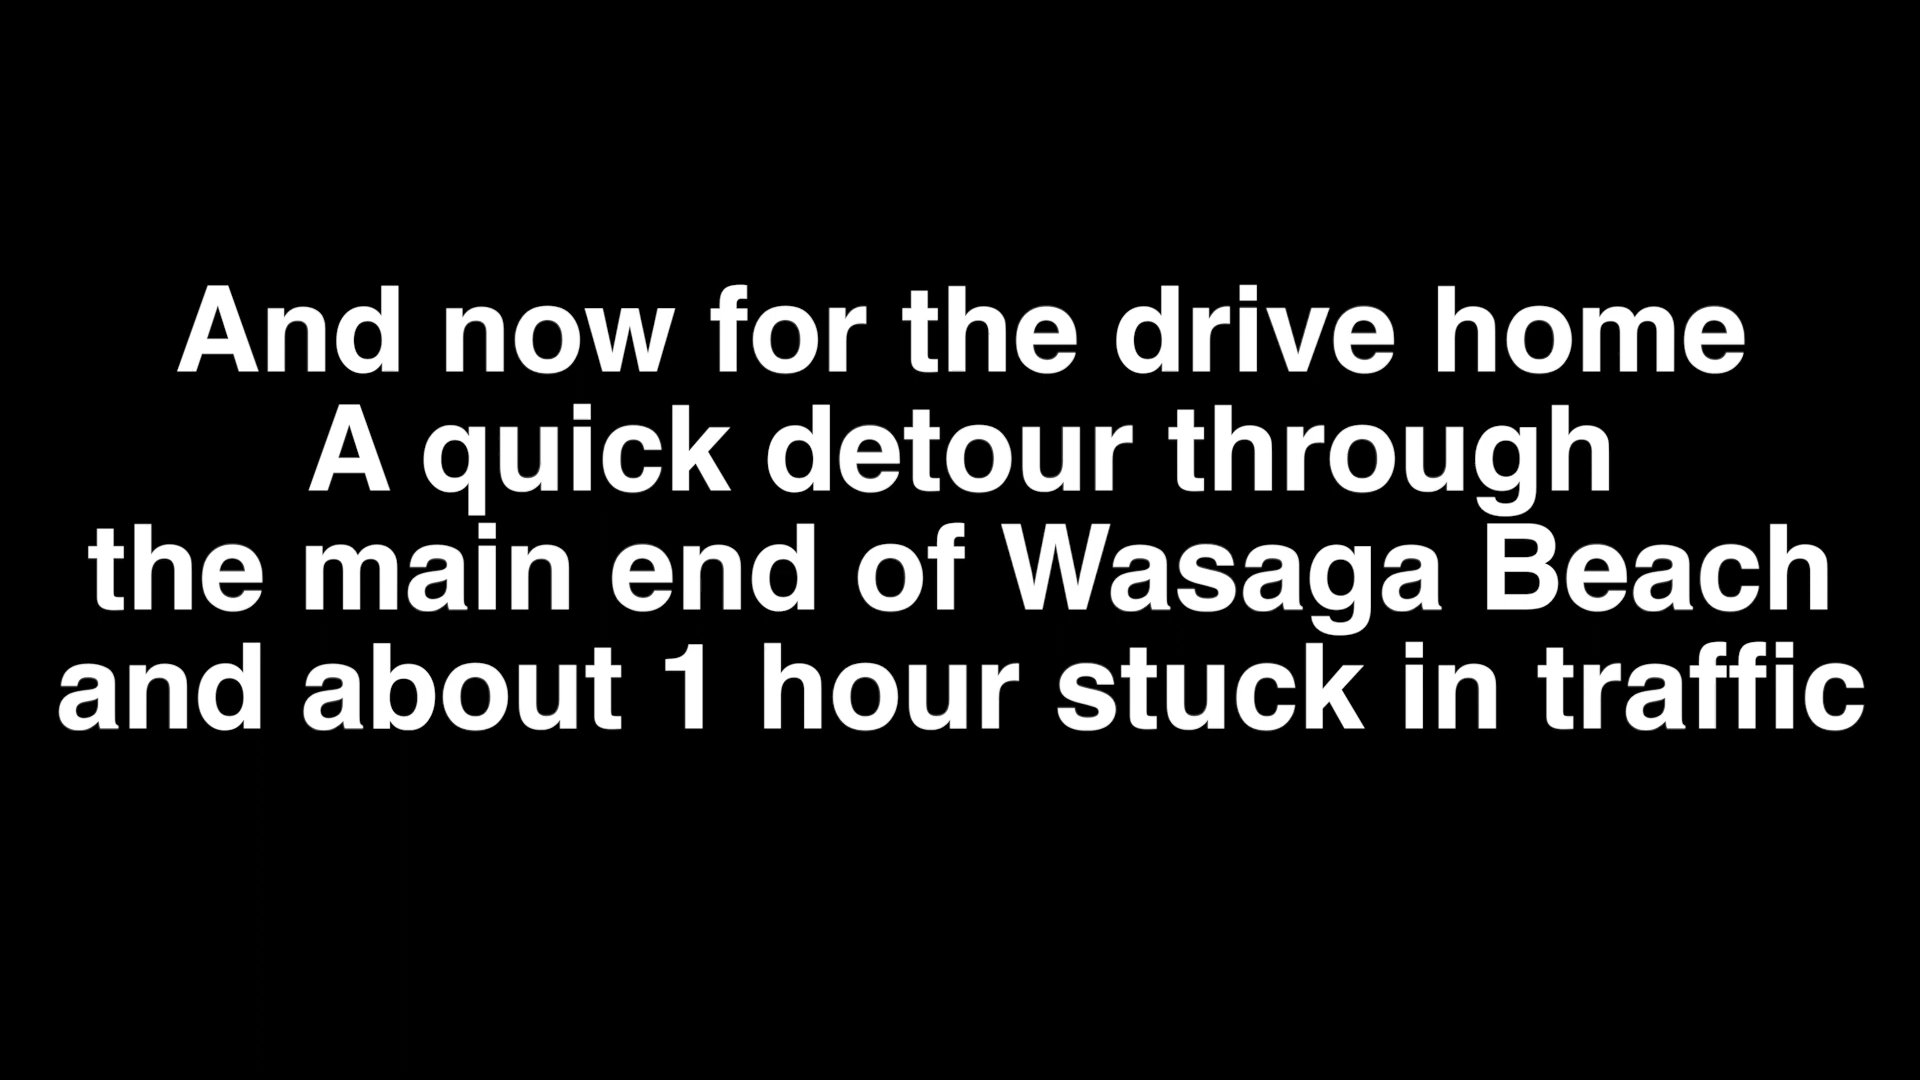 And now for the drive home
A quick detour through
the main end of Wasaga Beach
and about 1 hour stuck in traffic